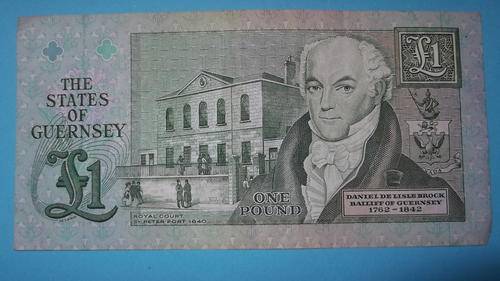 THE
STATES
OF
GUERNSEY
£1
£1
ROYAL COURT
ST PETER PORT 1840
ONE
POUND
DANIEL DE LISLE BROCK
BAILIFF OF GUERNSEY
1762 - 1842